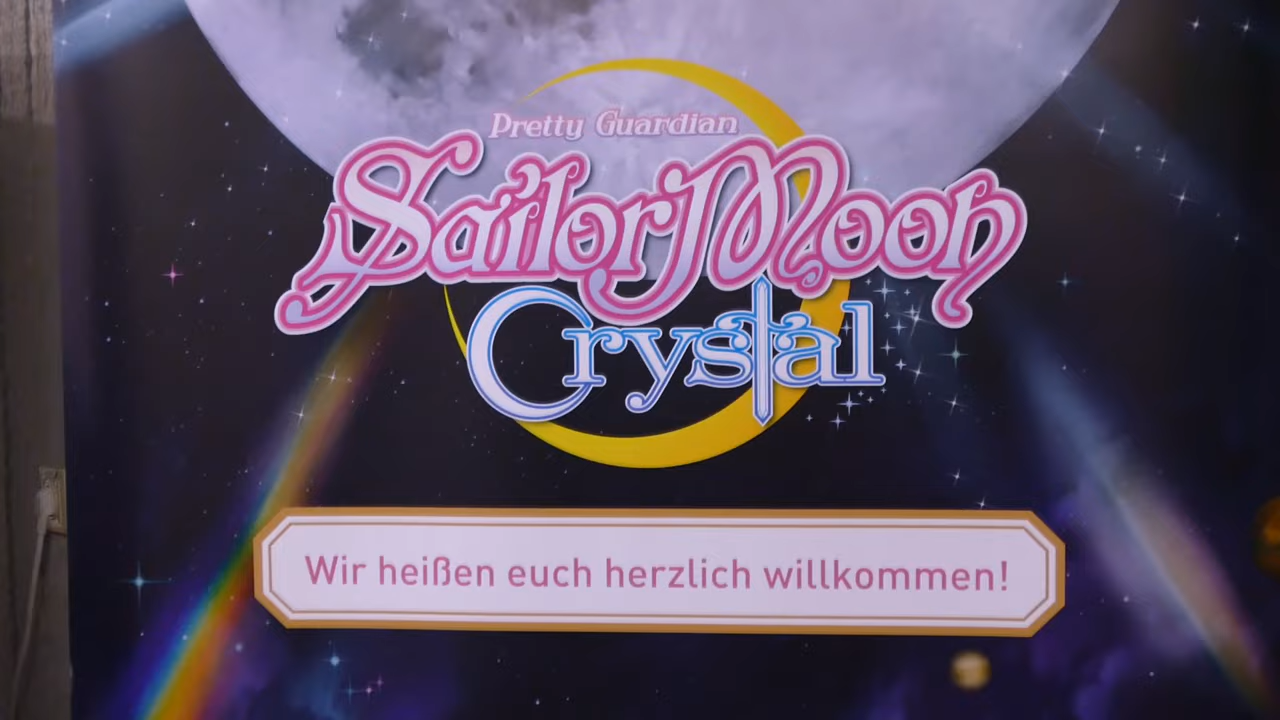 Pretty Guardian
Sailor Moon
Crystal
Wir heißen euch herzlich willkommen!